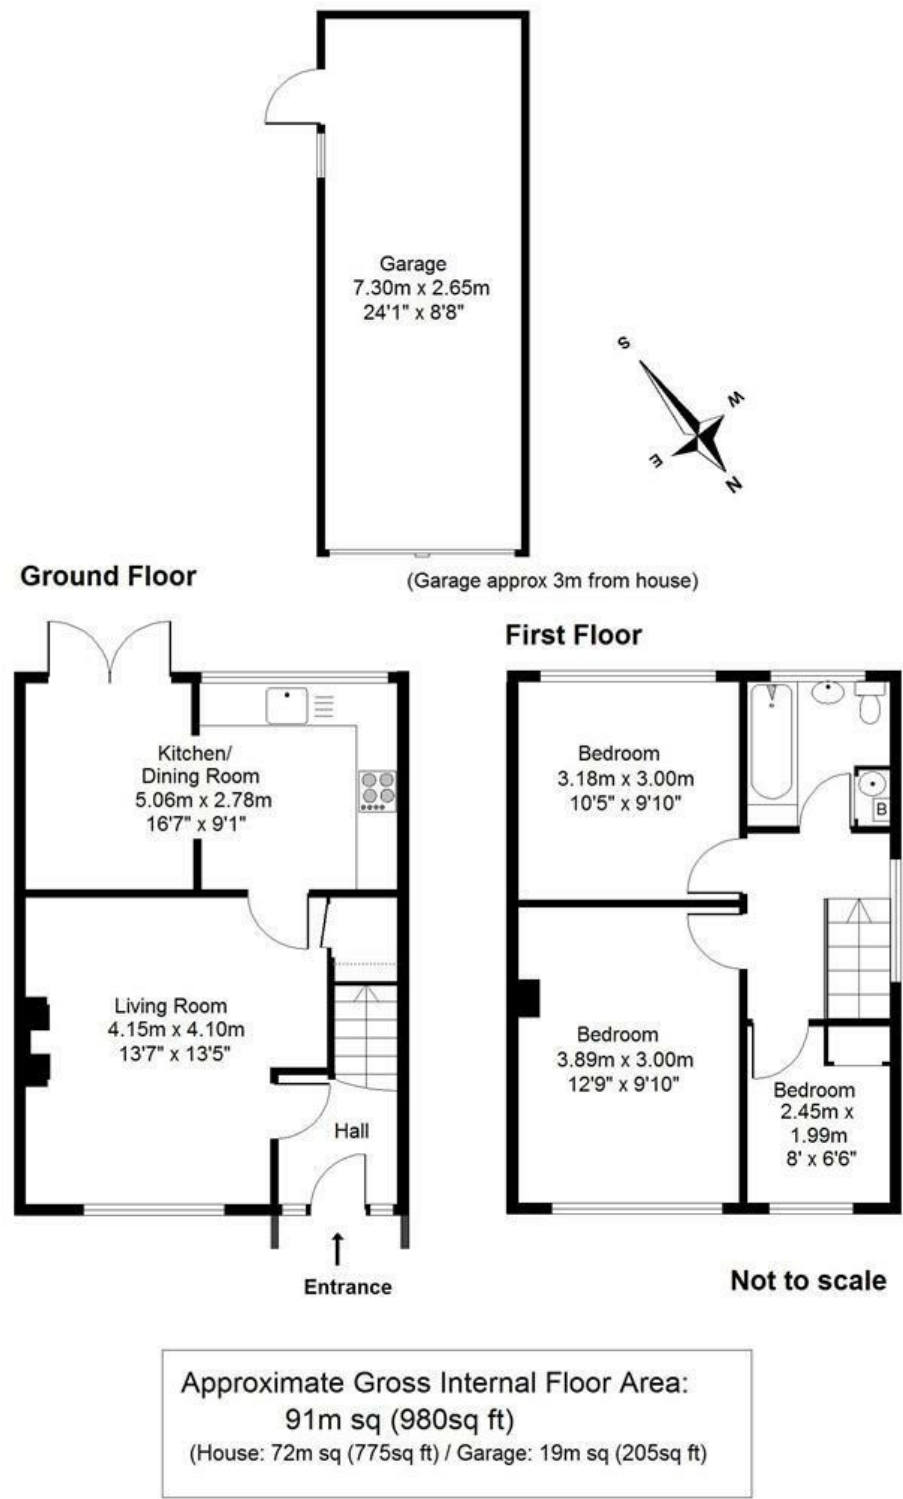 Garage
7.30m x 2.65m
24'1" x 8'8"
S
W
E
N
Ground Floor
(Garage approx 3m from house)
First Floor
Kitchen/
Dining Room
5.06m x 2.78m
16'7" x 9'1"
Bedroom
3.18m x 3.00m
10'5" x 9'10"
B
Living Room
4.15m x 4.10m
13'7" x 13'5"
Bedroom
3.89m x 3.00m
12'9" x 9'10"
Bedroom
2.45m x
1.99m
8' x 6'6"
Hall
Entrance
Not to scale
Approximate Gross Internal Floor Area:
91m sq (980sq ft)
(House: 72m sq (775sq ft) / Garage: 19m sq (205sq ft)